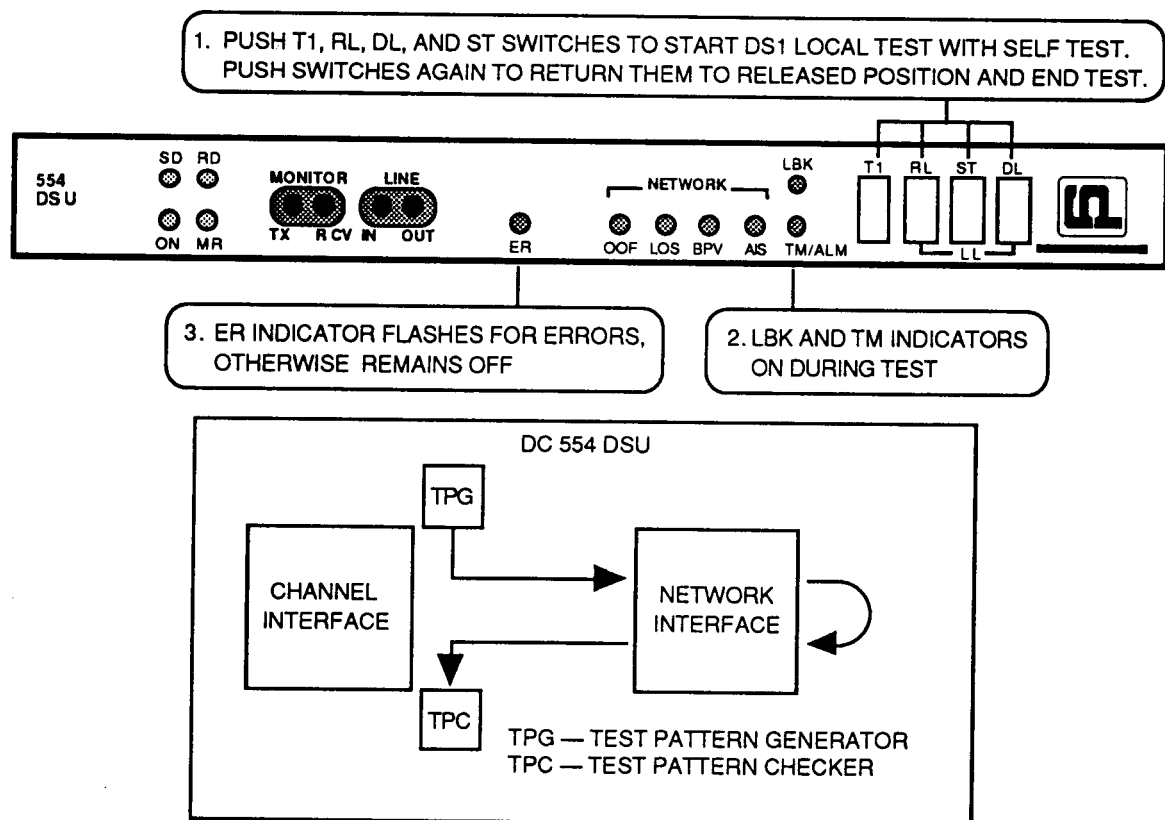 1. PUSH T1, RL, DL, AND ST SWITCHES TO START DS1 LOCAL TEST WITH SELF TEST.
PUSH SWITCHES AGAIN TO RETURN THEM TO RELEASED POSITION AND END TEST.
554
DSU
SD RD
ON MR
MONITOR
TX RCV
LINE
IN OUT
ER
NETWORK
OOF LOS BPV AIS
LBK
TM/ALM
T1 RL ST DL
LL
3. ER INDICATOR FLASHES FOR ERRORS,
OTHERWISE REMAINS OFF
2. LBK AND TM INDICATORS
ON DURING TEST
DC 554 DSU
TPG
CHANNEL
INTERFACE
NETWORK
INTERFACE
TPC
TPG — TEST PATTERN GENERATOR
TPC — TEST PATTERN CHECKER